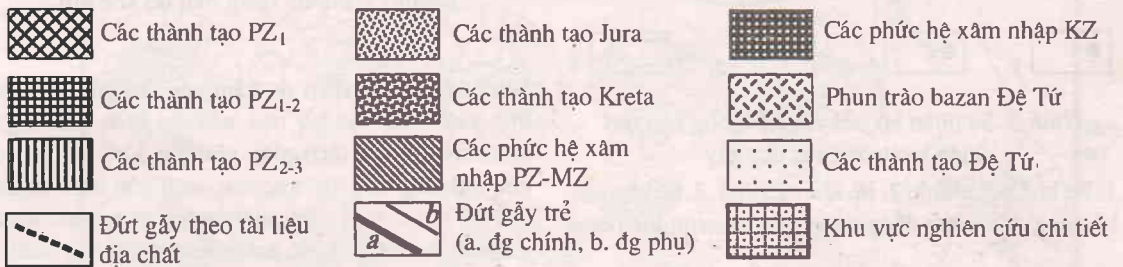 Các thành tạo PZ₁
Các thành tạo PZ₁₋₂
Các thành tạo PZ₂₋₃
Đứt gẫy theo tài liệu
địa chất
Các thành tạo Jura
Các thành tạo Kreta
Các phức hệ xâm
nhập PZ-MZ
a b
Đứt gẫy trẻ
(a. đg chính, b. đg phụ)
Các phức hệ xâm nhập KZ
Phun trào bazan Đệ Tứ
Các thành tạo Đệ Tứ
Khu vực nghiên cứu chi tiết